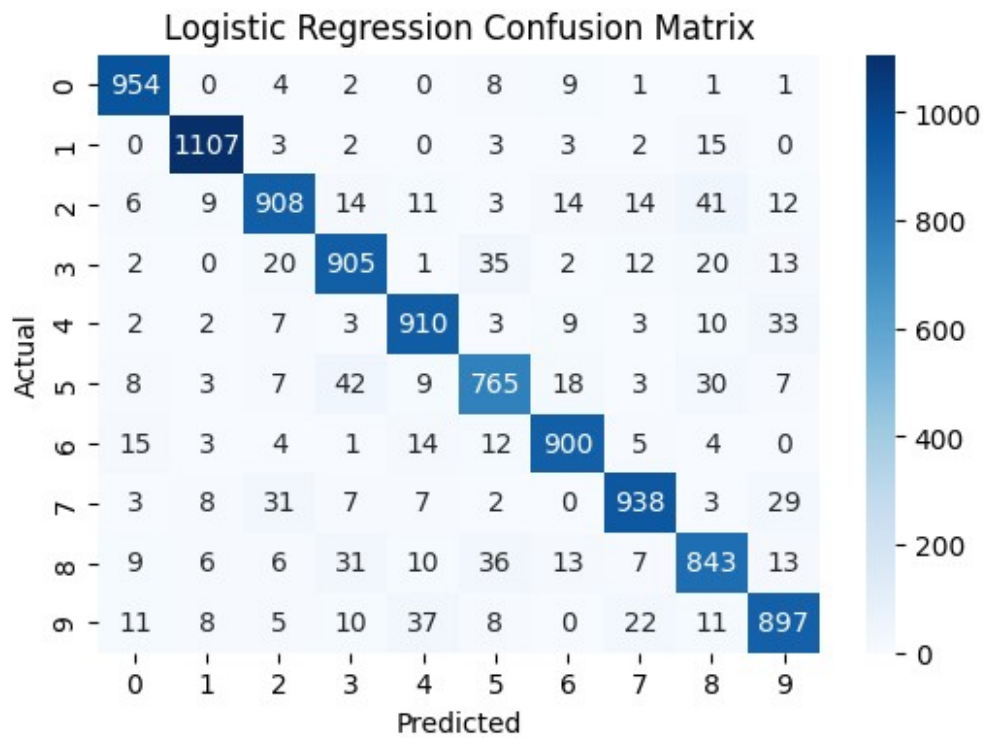 Logistic Regression Confusion Matrix
0 954 0 4 2 0 8 9 1 1 1
1 0 1107 3 2 0 3 3 2 15 0
2 6 9 908 14 11 3 14 14 41 12
3 2 0 20 905 1 35 2 12 20 13
4 2 2 7 3 910 3 9 3 10 33
5 8 3 7 42 9 765 18 3 30 7
6 15 3 4 1 14 12 900 5 4 0
7 3 8 31 7 7 2 0 938 3 29
8 9 6 6 31 10 36 13 7 843 13
9 11 8 5 10 37 8 0 22 11 897
0 1 2 3 4 5 6 7 8 9
Predicted
Actual
1000
800
600
400
200
0